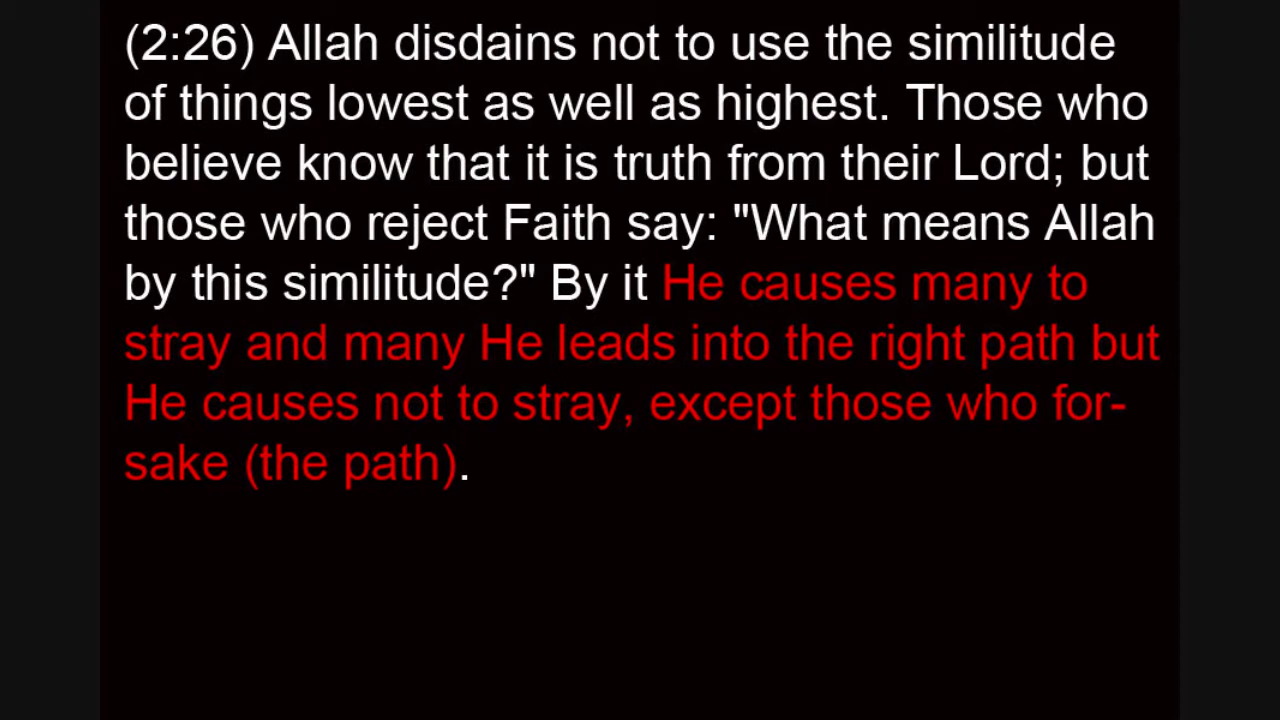 (2:26) Allah disdains not to use the similitude
of things lowest as well as highest. Those who
believe know that it is truth from their Lord; but
those who reject Faith say: "What means Allah
by this similitude?" By it He causes many to
stray and many He leads into the right path but
He causes not to stray, except those who for-
sake (the path).